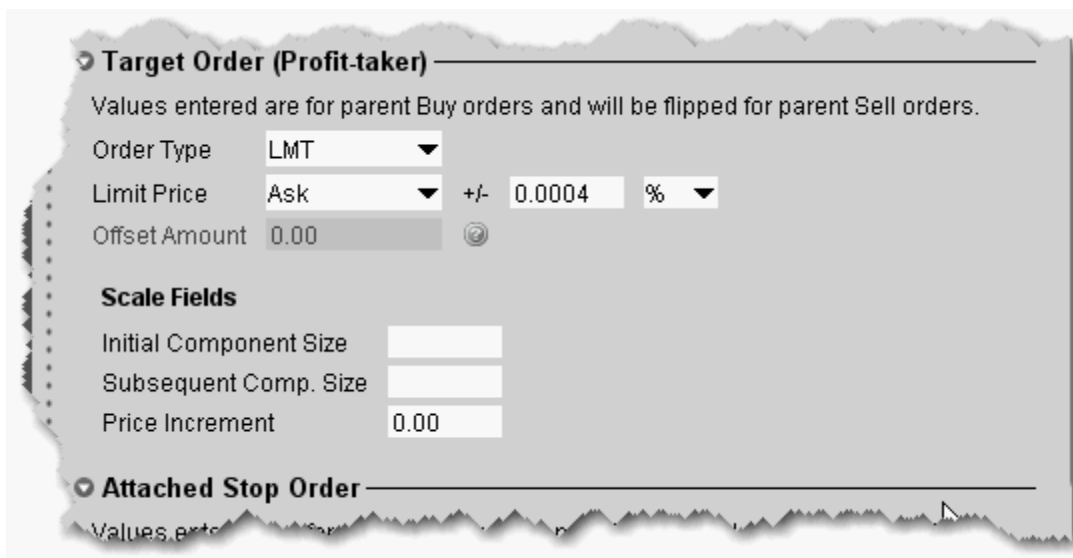 Target Order (Profit-taker)
Values entered are for parent Buy orders and will be flipped for parent Sell orders.
Order Type LMT
Limit Price Ask +/- 0.0004 %
Offset Amount 0.00 ?
Scale Fields
Initial Component Size
Subsequent Comp. Size
Price Increment 0.00
Attached Stop Order
Values